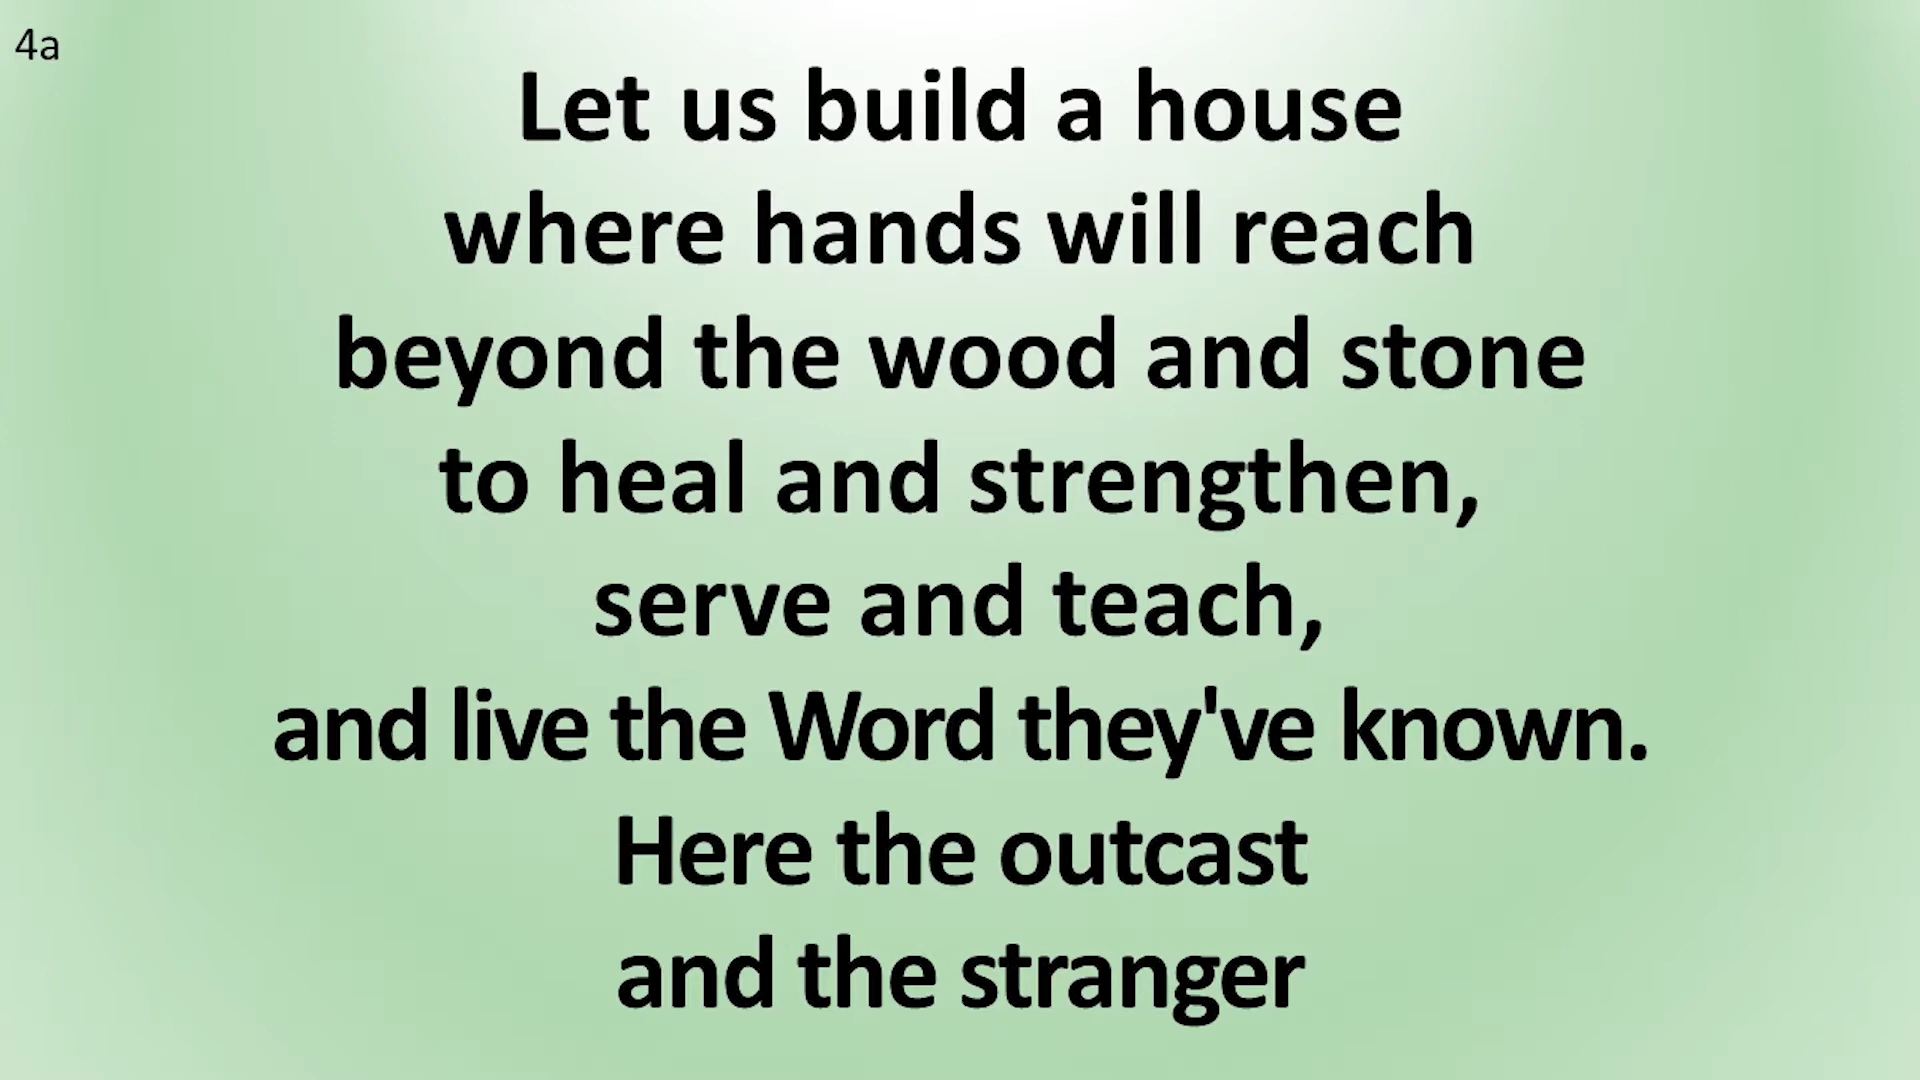 4a
Let us build a house
where hands will reach
beyond the wood and stone
to heal and strengthen,
serve and teach,
and live the Word they've known.
Here the outcast
and the stranger